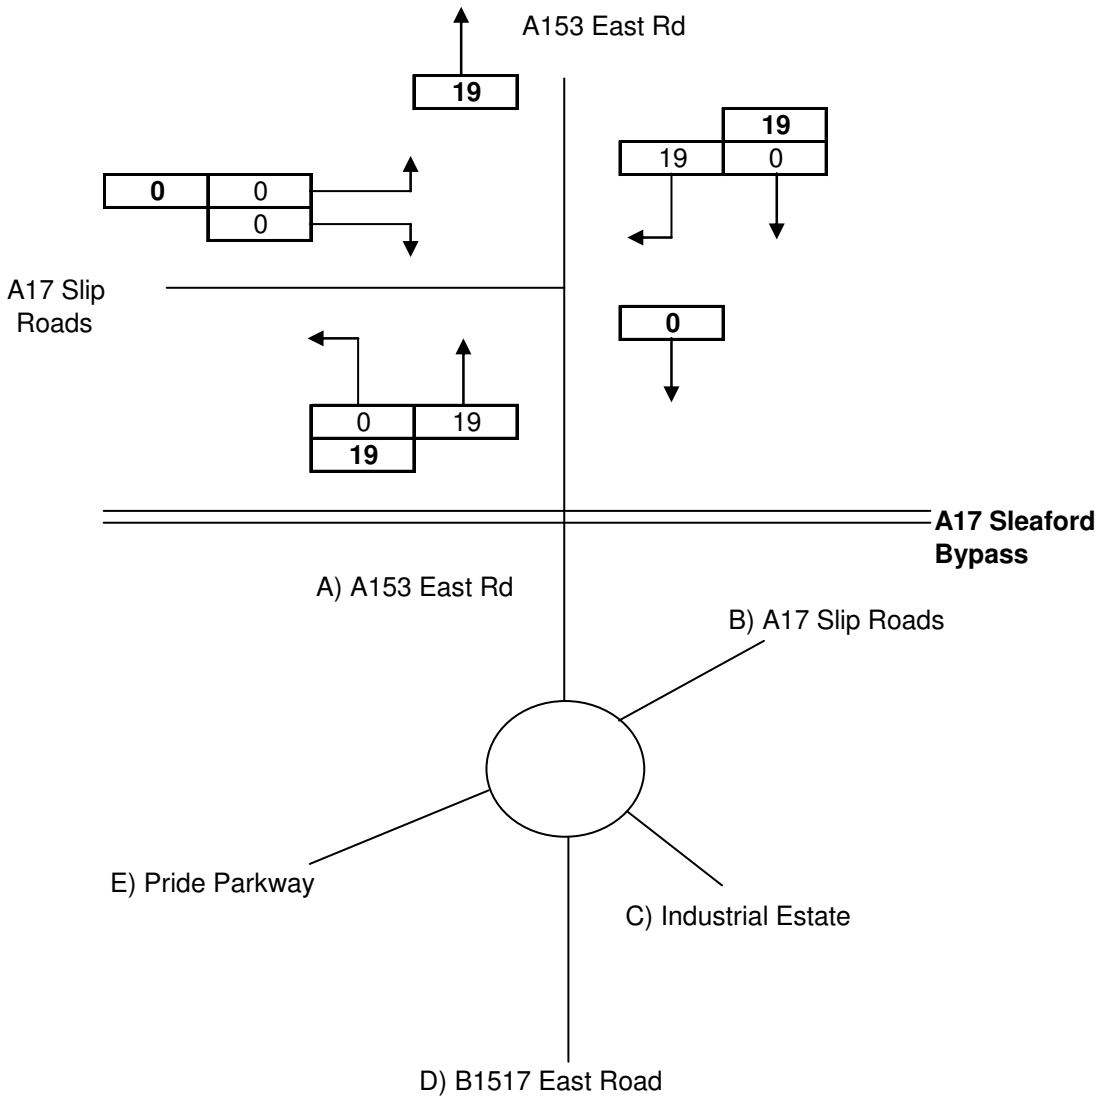 A153 East Rd
19
19
19 0
0 0
0
A17 Slip
Roads
0
0 19
19
A17 Sleaford
Bypass
A) A153 East Rd
B) A17 Slip Roads
E) Pride Parkway
C) Industrial Estate
D) B1517 East Road